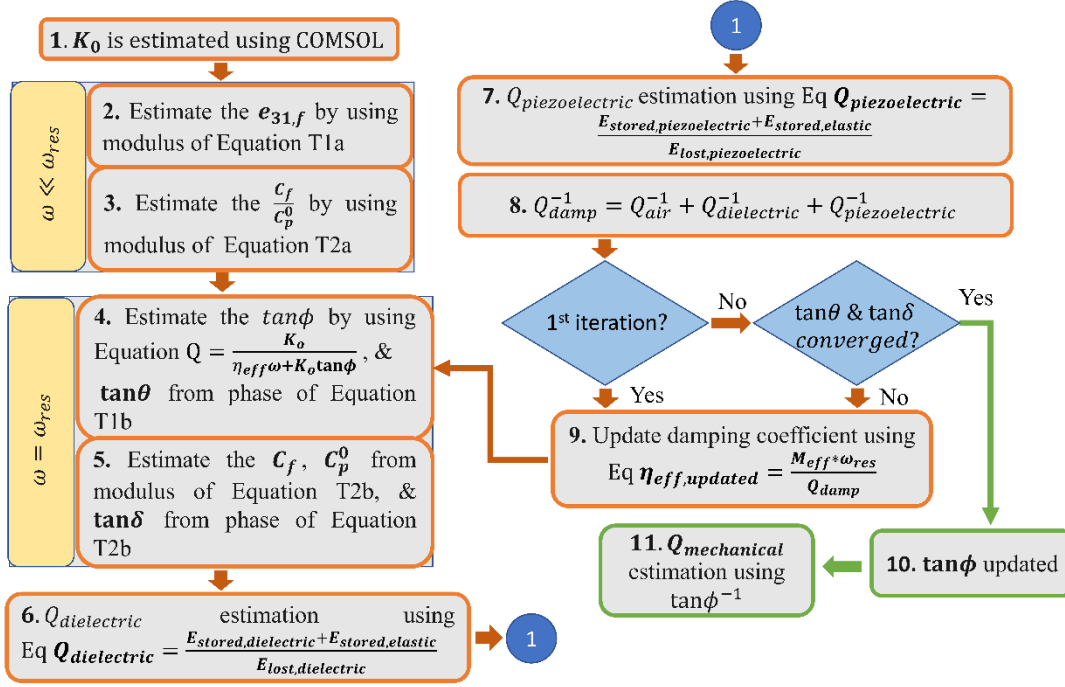 1. K₀ is estimated using COMSOL
ω ≪ ω_res
2. Estimate the e_{31,f} by using
modulus of Equation T1a
3. Estimate the C_f/C_p^0 by using
modulus of Equation T2a
ω = ω_res
4. Estimate the tanϕ by using
Equation Q = K_o/(η_eff ω+K_o tanϕ) , &
tanθ from phase of Equation
T1b
5. Estimate the C_f, C_p^0 from
modulus of Equation T2b, &
tanδ from phase of Equation
T2b
6. Q_dielectric estimation using
Eq Q_dielectric = (E_stored,dielectric+E_stored,elastic)/E_lost,dielectric
1
1
7. Q_piezoelectric estimation using Eq Q_piezoelectric =
(E_stored,piezoelectric+E_stored,elastic)/E_lost,piezoelectric
8. Q_damp^{-1} = Q_air^{-1} + Q_dielectric^{-1} + Q_piezoelectric^{-1}
1st iteration?
No
tanθ & tanδ
converged?
Yes
Yes
No
9. Update damping coefficient using
Eq η_eff,updated = (M_eff*ω_res)/Q_damp
10. tanϕ updated
11. Q_mechanical
cstimation using
tanϕ^{-1}